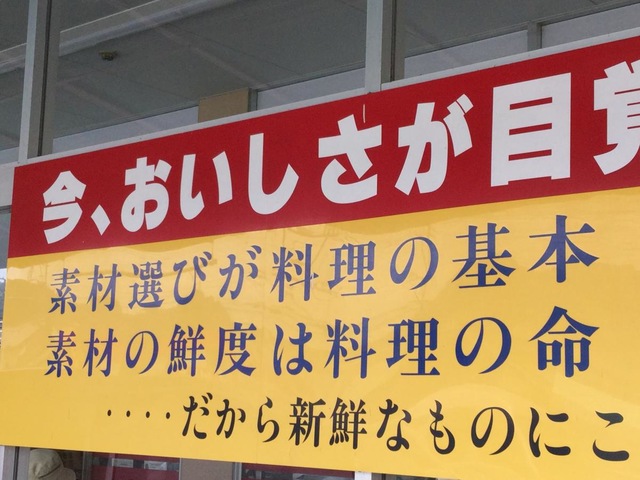 今、おいしさが目覚
素材選びが料理の基本
素材の鮮度は料理の命
････だから新鮮なものにこ